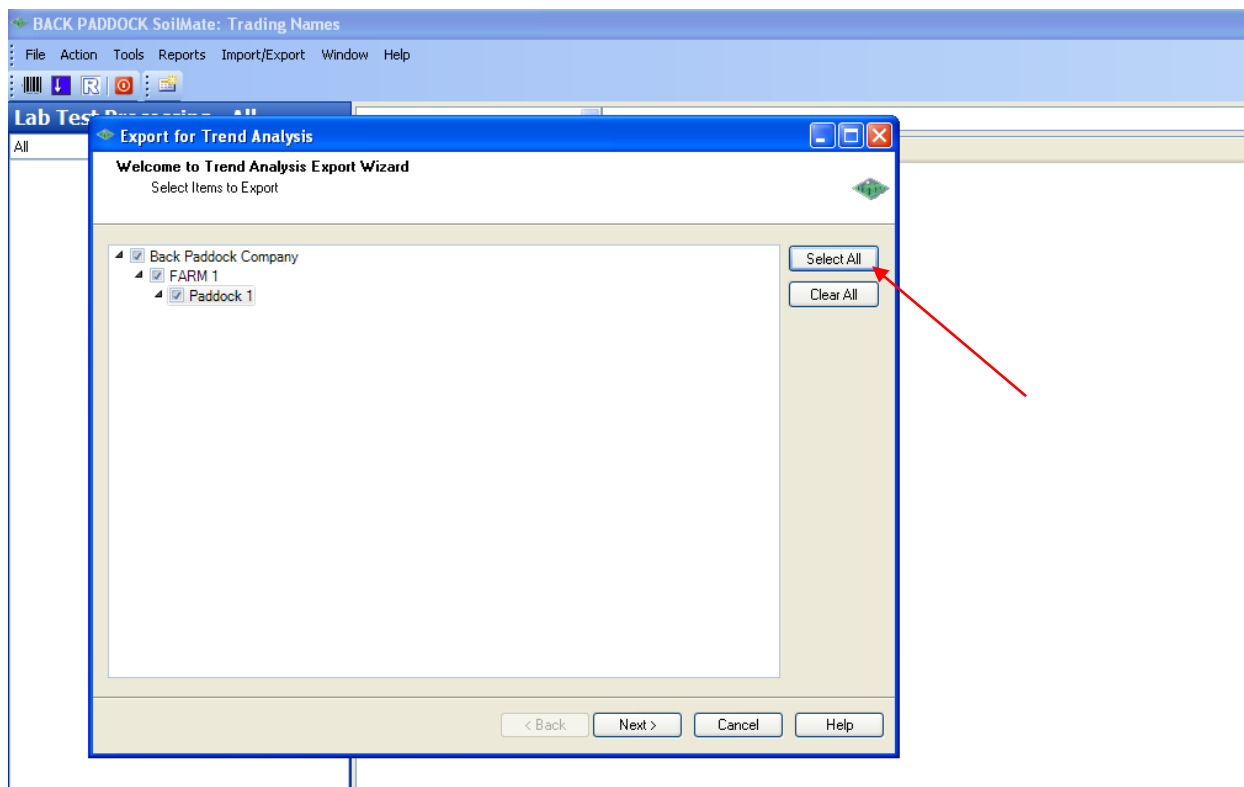 BACK PADDOCK SoilMate: Trading Names
File Action Tools Reports Import/Export Window Help
R
Lab Test Processing - All
All
Export for Trend Analysis
Welcome to Trend Analysis Export Wizard
Select Items to Export
Back Paddock Company
FARM 1
Paddock 1
Select All
Clear All
< Back Next > Cancel Help